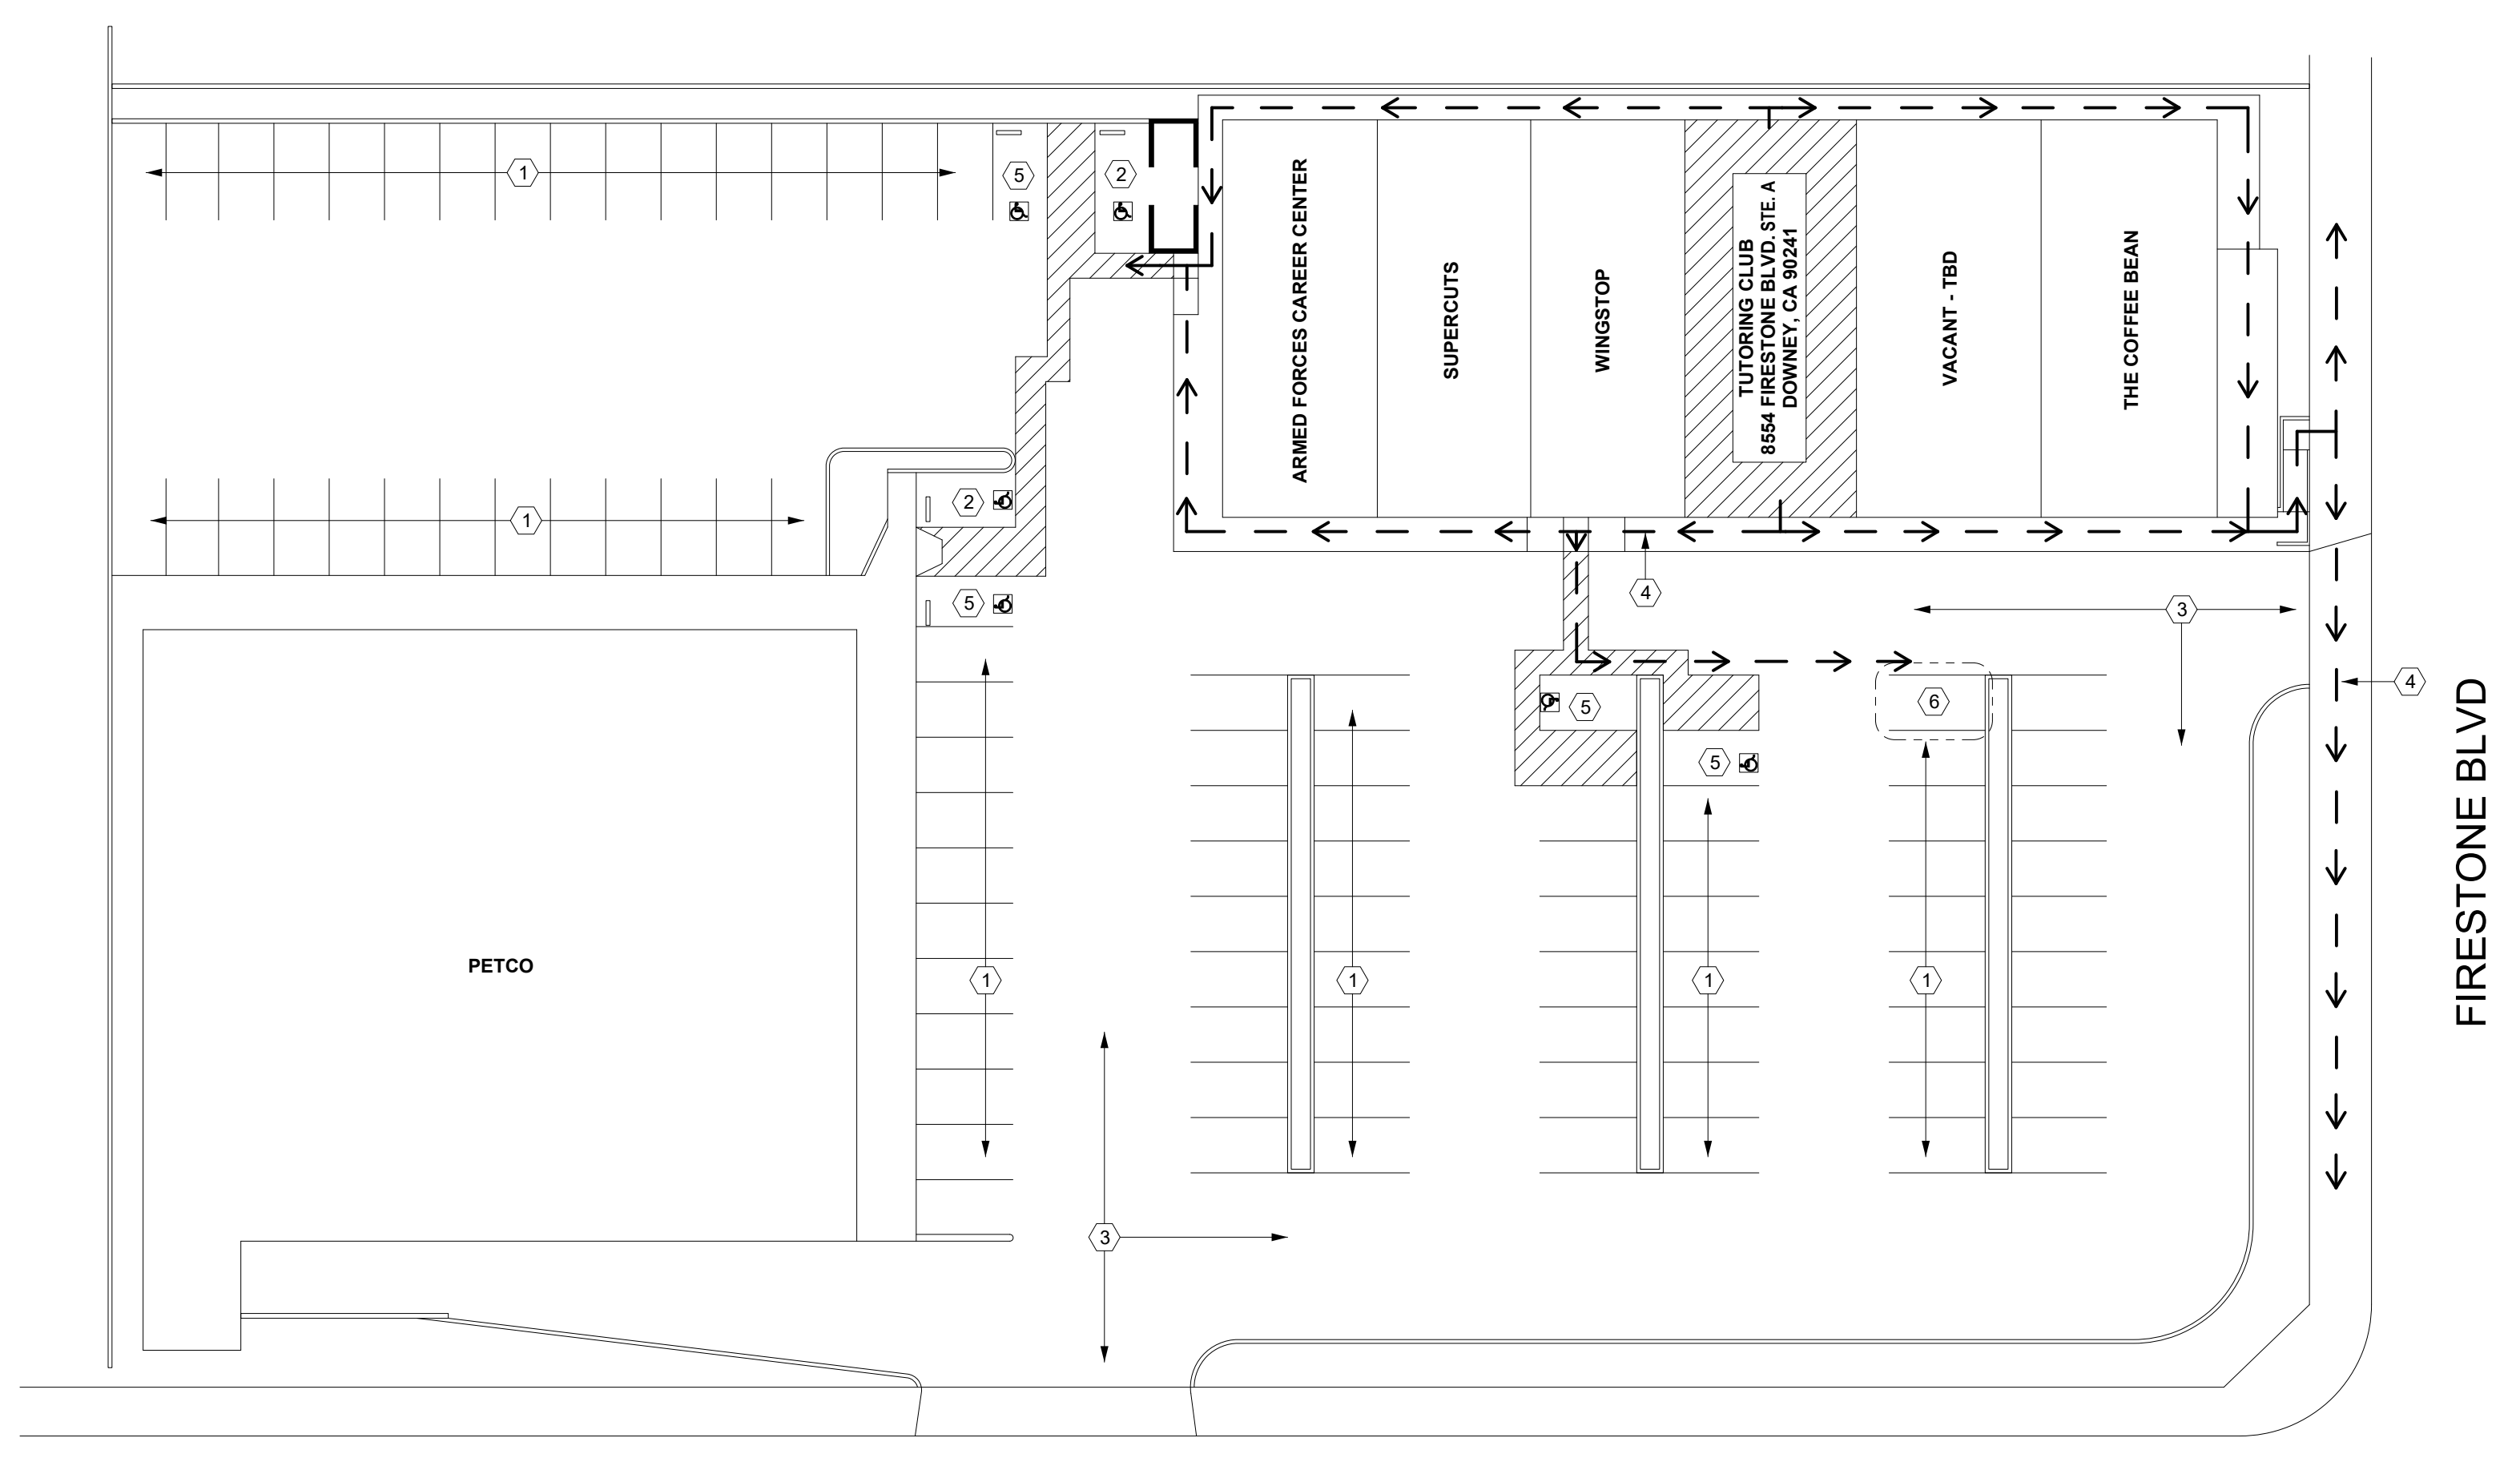 1
5
2
ARMED FORCES CAREER CENTER
SUPERCUTS
WINGSTOP
TUTORING CLUB
8554 FIRESTONE BLVD. STE. A
DOWNEY, CA 90241
VACANT - TBD
THE COFFEE BEAN
2
1
5
4
3
6
5
4
5
FIRESTONE BLVD
PETCO
1
1
1
1
3